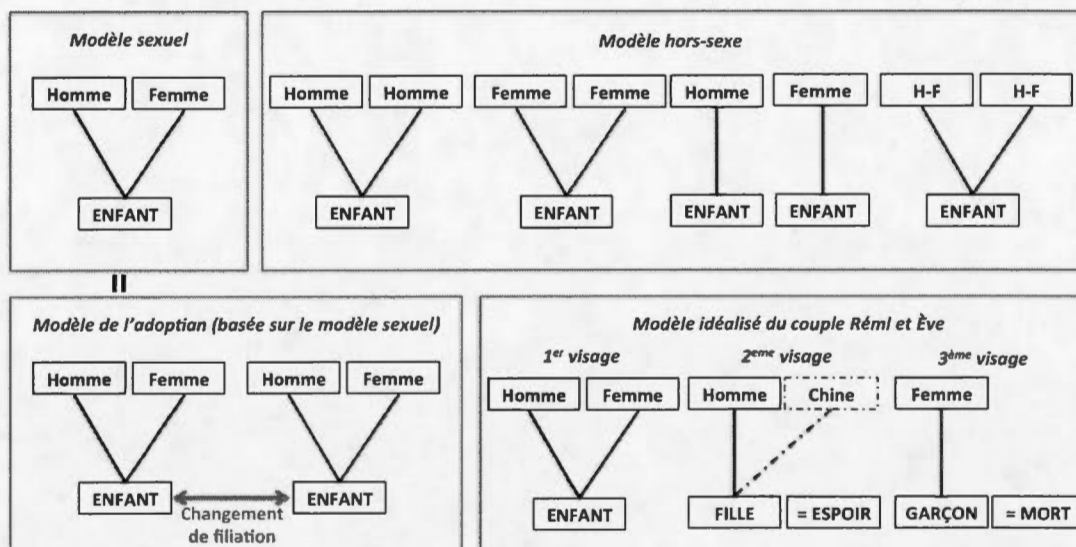 Modèle sexuel
Homme Femme
ENFANT
Modèle hors-sexe
Homme Homme Femme Femme Homme Femme H-F H-F
ENFANT ENFANT ENFANT ENFANT ENFANT
=
Modèle de l'adoptian (basée sur le modèle sexuel)
Homme Femme Homme Femme
ENFANT ENFANT
Changement
de filiation
Modèle idéalisé du couple Réml et Ève
1er visage 2eme visage 3ème visage
Homme Femme Homme Chine Femme
ENFANT FILLE = ESPOIR GARÇON = MORT